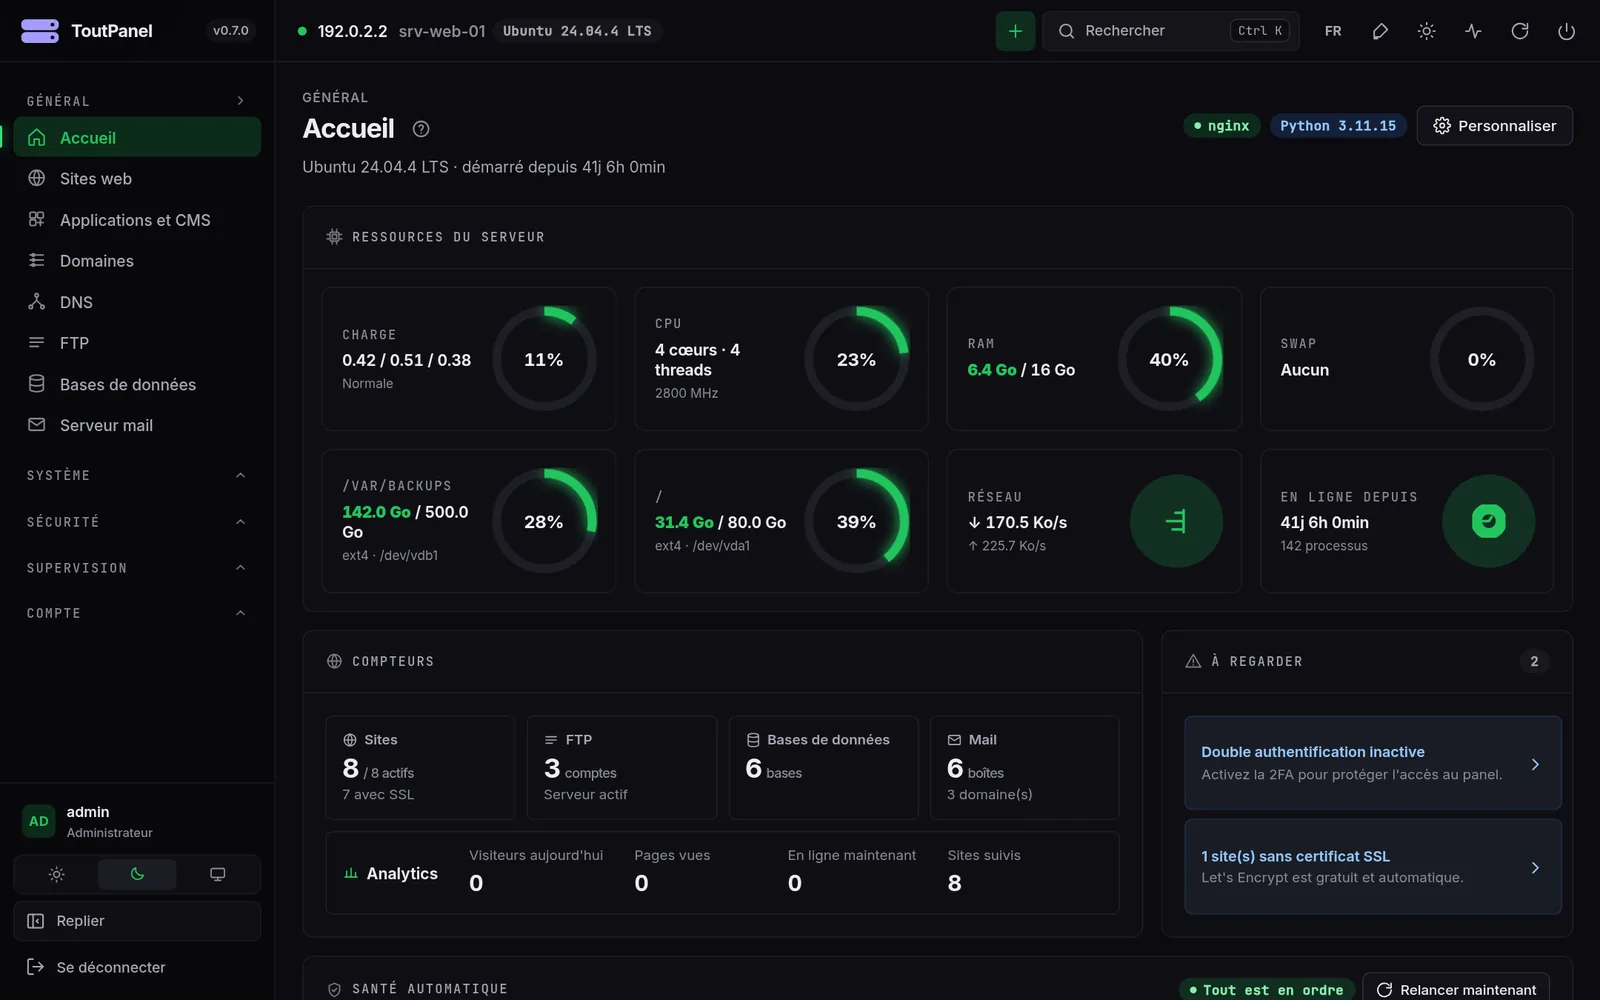 ToutPanel
v0.7.0
192.0.2.2 srv-web-01 Ubuntu 24.04.4 LTS
Rechercher
Ctrl K
FR
GÉNÉRAL
Accueil
Sites web
Applications et CMS
Domaines
DNS
FTP
Bases de données
Serveur mail
SYSTÈME
SÉCURITÉ
SUPERVISION
COMPTE
AD
admin
Administrateur
Replier
Se déconnecter
GÉNÉRAL
Accueil
Ubuntu 24.04.4 LTS · démarré depuis 41j 6h 0min
nginx
Python 3.11.15
Personnaliser
RESSOURCES DU SERVEUR
CHARGE
0.42 / 0.51 / 0.38
Normale
11%
CPU
4 cœurs · 4
threads
2800 MHz
23%
RAM
6.4 Go / 16 Go
40%
SWAP
Aucun
0%
/VAR/BACKUPS
142.0 Go / 500.0
Go
ext4 · /dev/vdb1
28%
/
31.4 Go / 80.0 Go
ext4 · /dev/vda1
39%
RÉSEAU
↓ 170.5 Ko/s
↑ 225.7 Ko/s
EN LIGNE DEPUIS
41j 6h 0min
142 processus
COMPTEURS
Sites
8 / 8 actifs
7 avec SSL
FTP
3 comptes
Serveur actif
Bases de données
6 bases
Mail
6 boîtes
3 domaine(s)
Analytics
Visiteurs aujourd'hui
0
Pages vues
0
En ligne maintenant
0
Sites suivis
8
À REGARDER
2
Double authentification inactive
Activez la 2FA pour protéger l'accès au panel.
1 site(s) sans certificat SSL
Let's Encrypt est gratuit et automatique.
SANTÉ AUTOMATIQUE
Tout est en ordre
Relancer maintenant